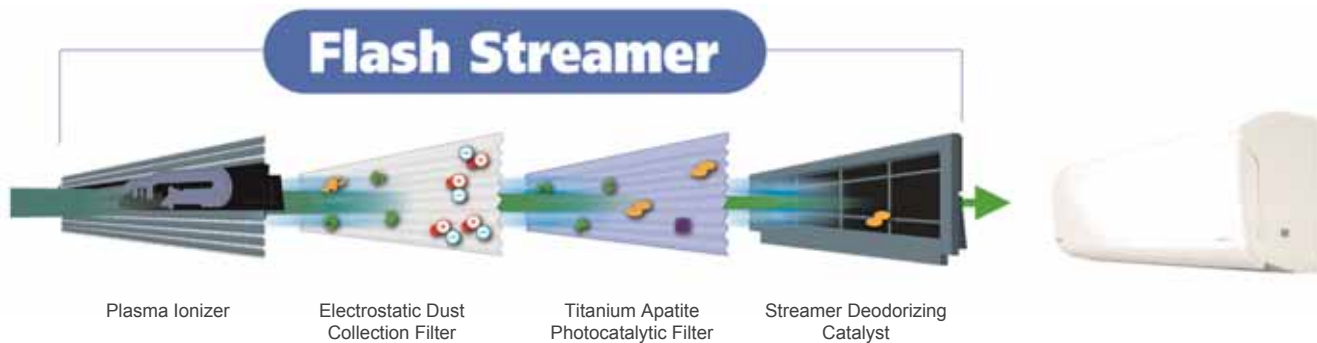 Flash Streamer
Plasma Ionizer
Electrostatic Dust
Collection Filter
Titanium Apatite
Photocatalytic Filter
Streamer Deodorizing
Catalyst